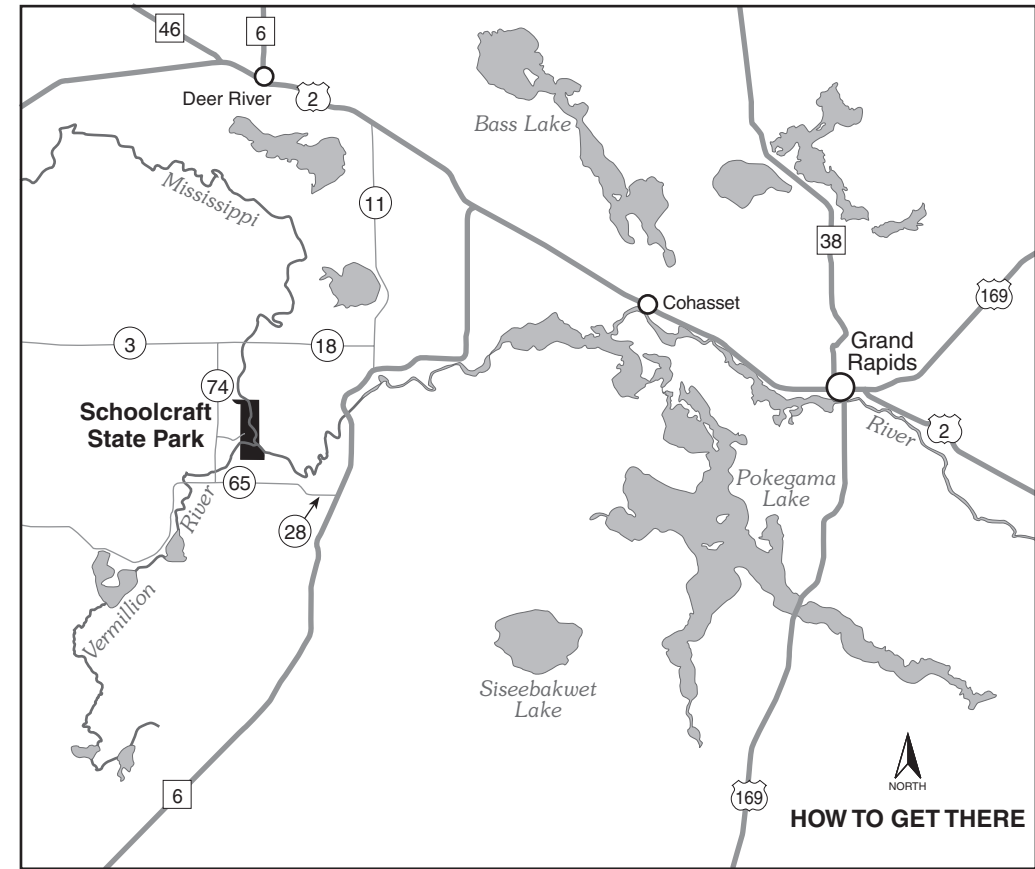 46
6
Deer River
2
Bass Lake
Mississippi
11
38
169
Cohasset
3
18
Grand
Rapids
74
Schoolcraft
State Park
River
2
65
Pokegama
Lake
River
28
Vermillion
Siseebakwet
Lake
6
169
NORTH
HOW TO GET THERE